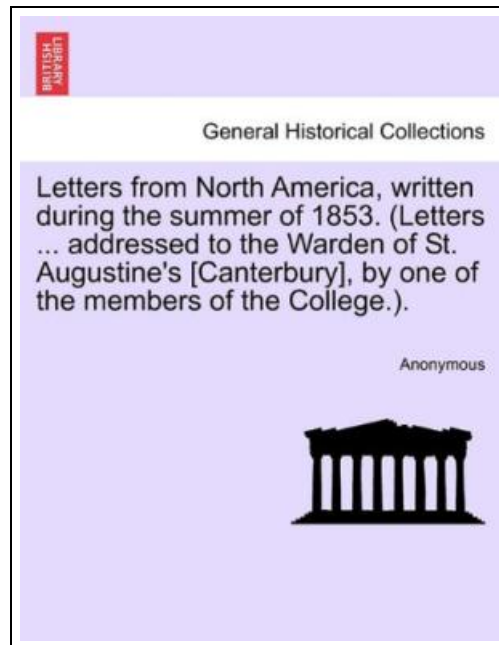 BRITISH
LIBRARY
General Historical Collections
Letters from North America, written
during the summer of 1853. (Letters
... addressed to the Warden of St.
Augustine's [Canterbury], by one of
the members of the College.).
Anonymous